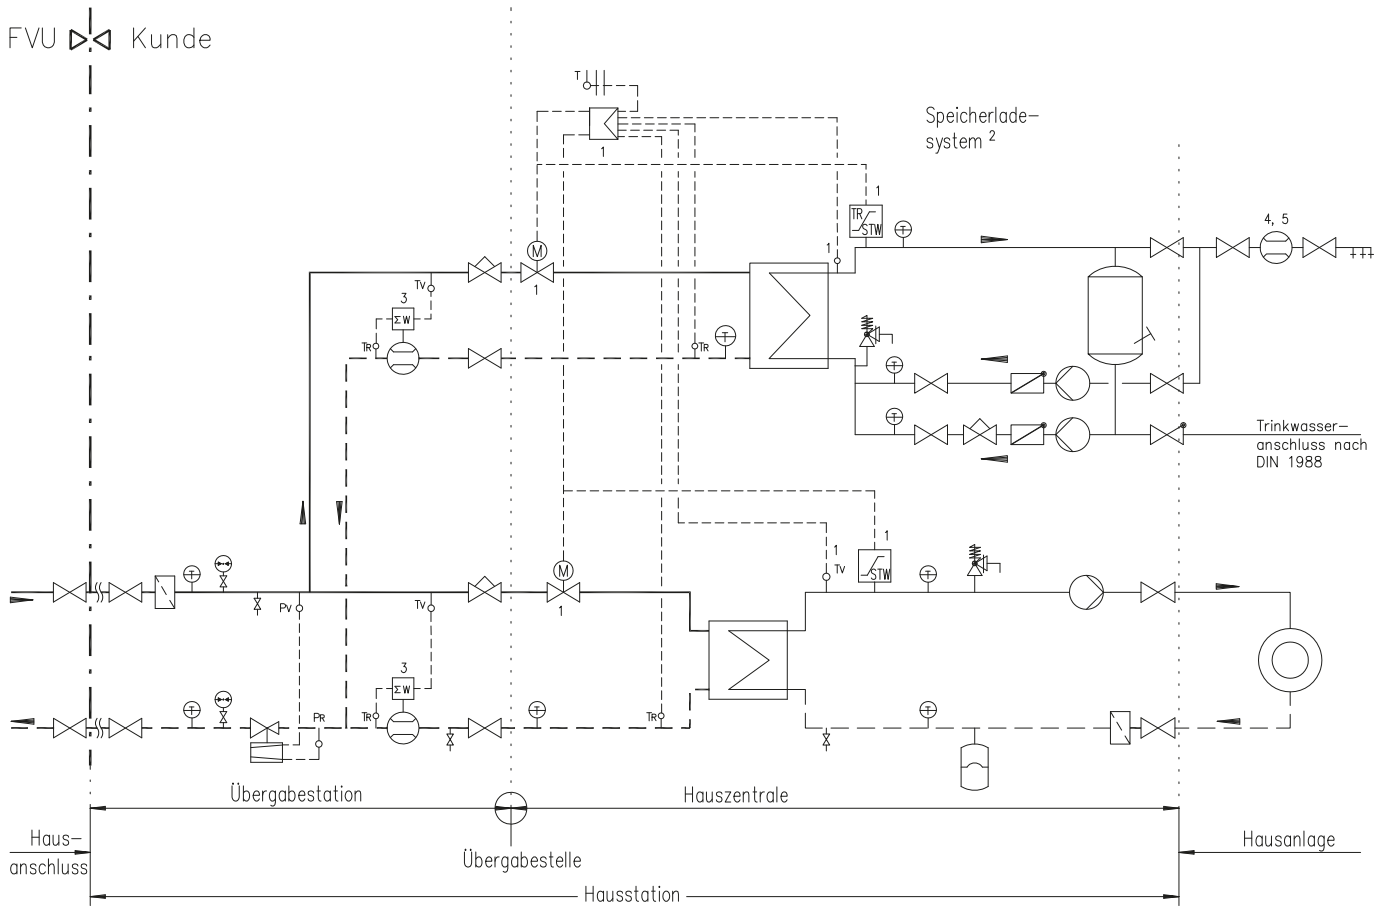 FVU Kunde
T
Speicherlade-
system 2
1
1
TR
STW
4, 5
M
1
1
TV
3
ΣW
TR
TR
T
T
T
T
Trinkwasser-
anschluss nach
DIN 1988
1
1
TV
STW
M
1
T
T
PV
TV
3
ΣW
PR
TR
TR
T
T
T
Übergabestation
Hauszentrale
Haus-
anschluss
Übergabestelle
Hausanlage
Hausstation